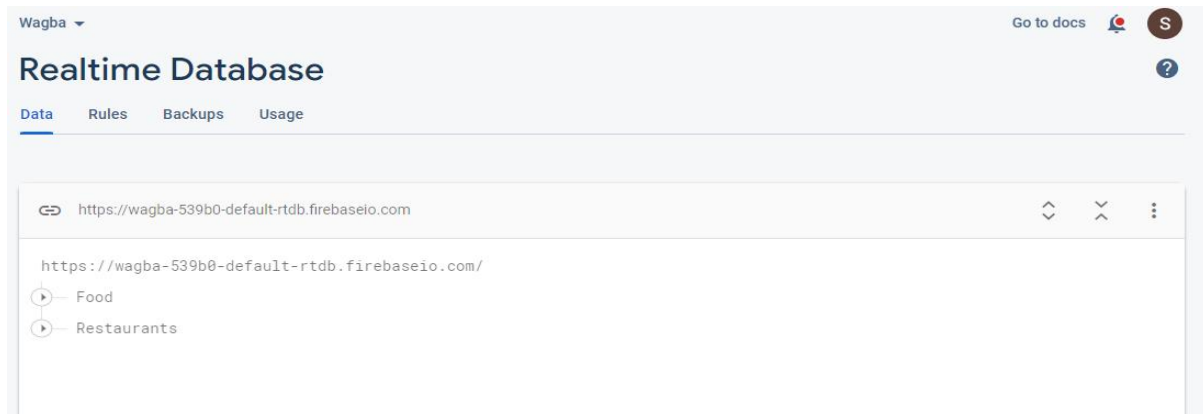 Wagba
Go to docs
S
Realtime Database
?
Data Rules Backups Usage
https://wagba-539b0-default-rtdb.firebaseio.com
https://wagba-539b0-default-rtdb.firebaseio.com/
Food
Restaurants